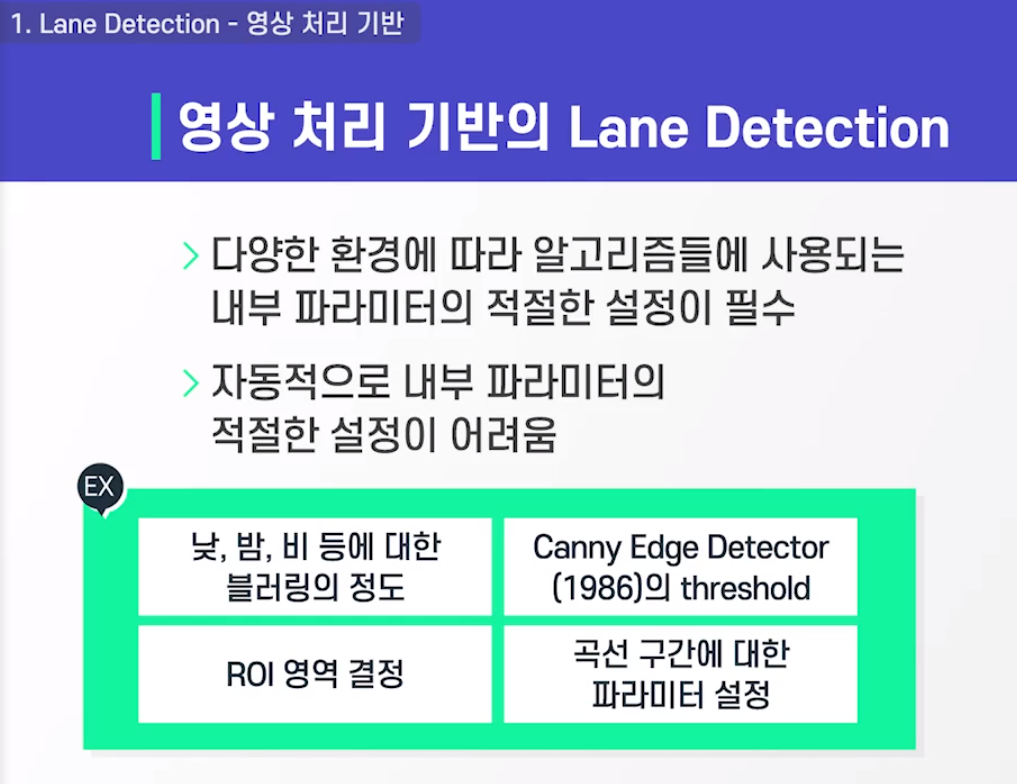 1. Lane Detection - 영상 처리 기반
영상 처리 기반의 Lane Detection
> 다양한 환경에 따라 알고리즘들에 사용되는
내부 파라미터의 적절한 설정이 필수
> 자동적으로 내부 파라미터의
적절한 설정이 어려움
EX
낮, 밤, 비 등에 대한
블러링의 정도
Canny Edge Detector
(1986)의 threshold
ROI 영역 결정
곡선 구간에 대한
파라미터 설정